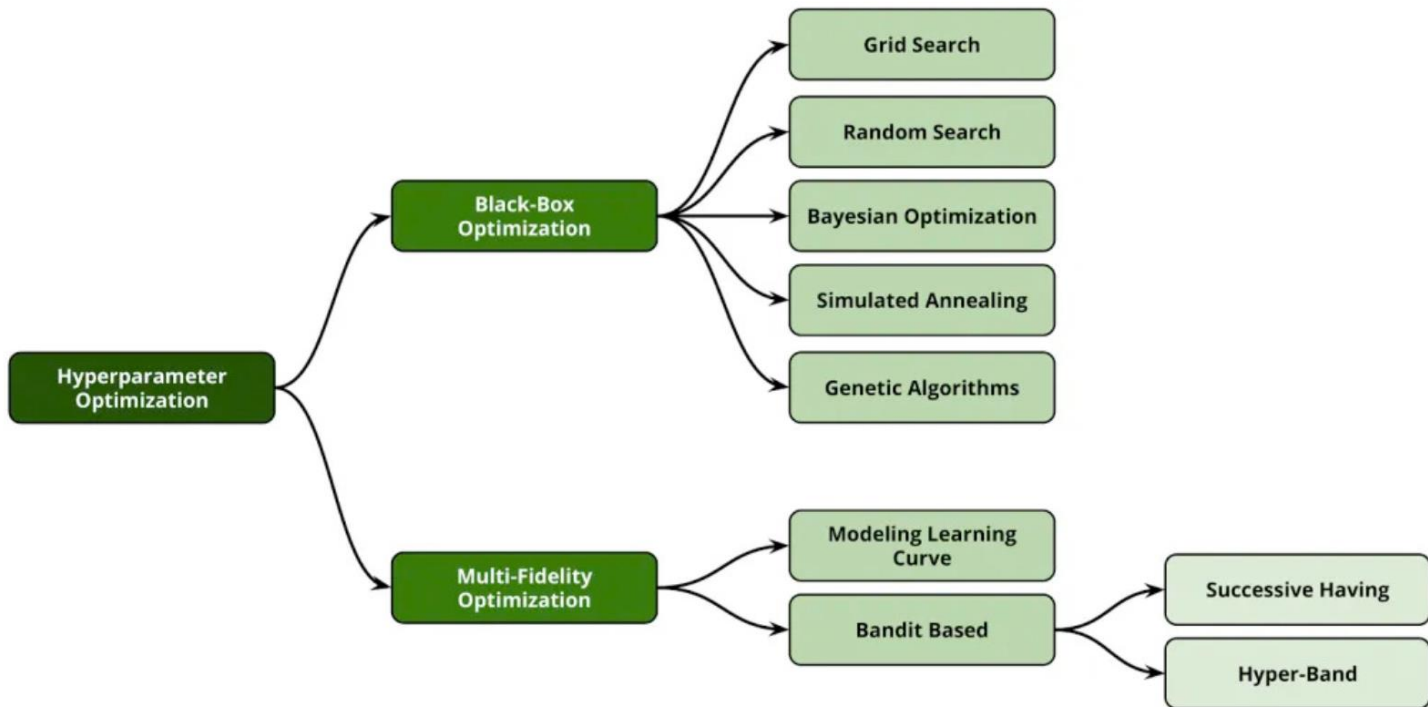 Grid Search
Random Search
Black-Box
Optimization
Bayesian Optimization
Simulated Annealing
Hyperparameter
Optimization
Genetic Algorithms
Modeling Learning
Curve
Multi-Fidelity
Optimization
Successive Having
Bandit Based
Hyper-Band